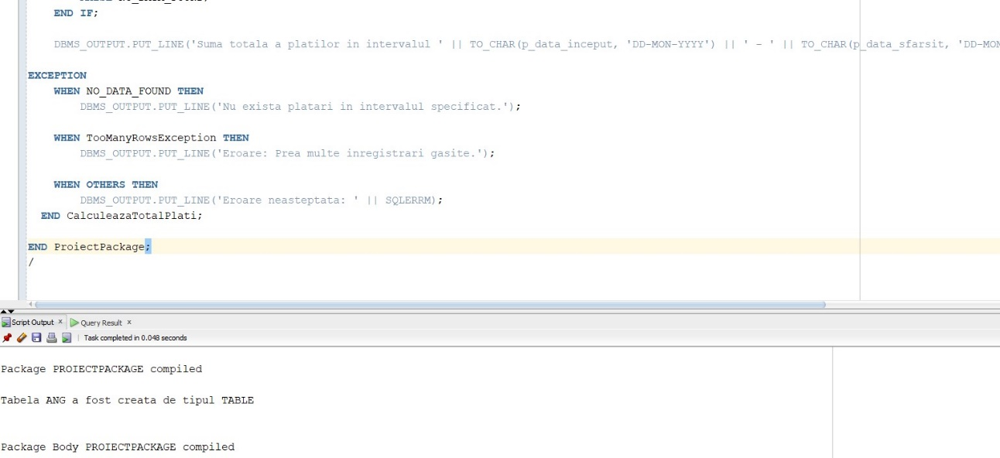 END IF;
DBMS_OUTPUT.PUT_LINE('Suma totala a platilor in intervalul ' || TO_CHAR(p_data_inceput, 'DD-MON-YYYY') || ' - ' || TO_CHAR(p_data_sfarsit, 'DD-MON
EXCEPTION
WHEN NO_DATA_FOUND THEN
DBMS_OUTPUT.PUT_LINE('Nu exista platari in intervalul specificat.');
WHEN TooManyRowsException THEN
DBMS_OUTPUT.PUT_LINE('Eroare: Prea multe inregistrari gasite.');
WHEN OTHERS THEN
DBMS_OUTPUT.PUT_LINE('Eroare neasteptata: ' || SQLERRM);
END CalculeazaTotalPlati;
END ProiectPackage;
/
Script Output x Query Result x
Task completed in 0.048 seconds
Package PROIECTPACKAGE compiled
Tabela ANG a fost creata de tipul TABLE
Package Body PROIECTPACKAGE compiled